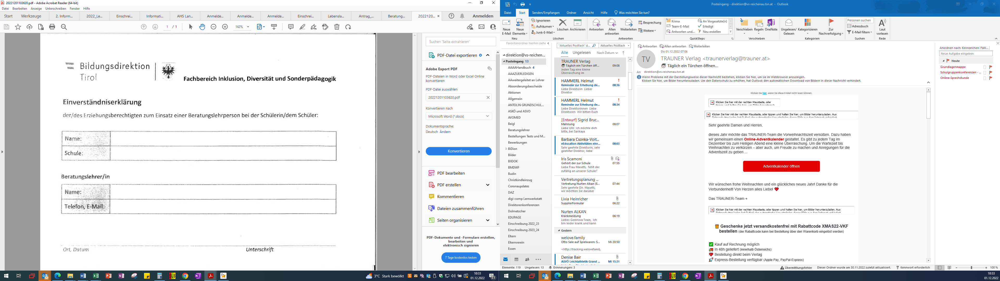 20221201103620.pdf - Adobe Acrobat Reader (64-bit)
Datei Bearbeiten Anzeige Unterschreiben Fenster Hilfe
Start Werkzeuge 2. Inform... 2022_Le... Einschrei... Informati... AHS Lan... Anmelde... Anmelde... Anmelde... Einschrei... Lebensla... Antrag_... Beratung... 2022120... Anmelden
1 / 1 142%
Bildungsdirektion
Tirol
Fachbereich Inklusion, Diversität und Sonderpädagogik
Einverständniserklärung
der/des Erziehungsberechtigten zum Einsatz einer Beratungslehrperson bei der Schülerin/dem Schüler:
Name:
Schule:
Beratungslehrer/in
Name:
Telefon, E-Mail:
Ort, Datum Unterschrift
Suchen 'Seite extrahieren'
PDF-Datei exportieren
Adobe Export PDF
PDF-Dateien in Word oder Excel Online
konvertieren
PDF-Datei auswählen
20221201103620.pdf
Konvertieren nach
Microsoft Word (*.docx)
Dokumentsprache:
Deutsch Ändern
Konvertieren
PDF bearbeiten
PDF erstellen
Kommentieren
Dateien zusammenführen
Seiten organisieren
PDF-Dokumente und -Formulare erstellen,
bearbeiten und
elektronisch signieren
7 Tage kostenlos testen
3°C Stark bewölkt
10:33
01.12.2022
23
Posteingang - direktion@vs-reichenau.tsn.at - Outlook
Datei Start Senden/Empfangen Ordner Ansicht Hilfe Was möchten Sie tun?
Neue
E-Mail
Neue
Elemente
Neu
Ignorieren
Aufräumen
Junk-E-Mail
Löschen Archivieren
Löschen
Antworten
Allen
antworten
Weiterleiten
Besprechung
Weitere
Antworten
Krima
Team-E-Mail
Antworten und...
An Vorgesetzte(n)
Erledigt
Neu erstellen
QuickSteps
Verschieben Regeln OneNote
Verschieben
Ungelesen/
Gelesen
Kategorisieren
Zur
Nachverfolgung
Kategorien
Personen suchen
Adressbuch
E-Mail filtern
Suchen
Laut
vorlesen
Rede
Favoritenordner hierhin ziehe
direktion@vs-reichen...
Posteingang 13
AAAAHandbuch 4
AAAZUERLEDIGEN
AAweitergeleitet an Lehrer
Absonderungsbescheide
Aktionen
Allgemein
ANTOLIN GRUNDSCHUL...
ASKÖ und ASVO
AVOMED
Beigl
Beratungslehrer
Bestellungen Tests und M...
Bewerbungen
BiDion
Bilder
BIIDOK
BMDWF
Budin
Christkindleinzug
Coronaupdates
DAZ
digi-comp Lernwerkstatt
Direktorenkonferenzen
Dolmetscher
EDUPAGE
Einschreibung 2022_23
Einschreibung 2023_24
Eltern
Elternverein
Essen
"Aktuelles Postfach" d... Aktuelles Postfach
Alle Ungelesen Nach Datum
TRAUNER Verlag
Täglich ein Türchen öff... 09:08
Jeden Tag eine kleine
Überraschung im
HAMMERL Helmut
Reminder zur Erhebung de... 08:36
Liebe Direktorin Lieber
Direktor
HAMMERL Helmut
Reminder zur Erhebung de... 08:34
Liebe Direktorinnen Liebe
Direktoren Wir bitten Euch
[Entwurf] Sigrid Bruc...
Mahnung 08:07
Liebe Ulli! Ich möchte dich
bitte, bei Sarikaya
Barbara Csonka-Voit...
eEducation Aktivitäten einr... 08:03
Sehr geehrte Direktorin, sehr
geehrter Direktor, liebe
Iris Scamoni
Gehört der zur Schule 07:55
Liebe Frau Masetti, fehlt der
zufällig an unserer Schule?
Vertretungsplanung ...
Vertretung Nurten Alkan (S... 07:44
Sehr geehrte Dir. Masetti,
wir möchten Sie darüber
Livia Heinricher
Supplierformular 06:22
Nurten ALKAN
Krankmeldung 06:19
Liebes Gemnova Team, Ich
bin leider krank und kann
Gestern
welove.family
Otto Sale auf Spielwaren: S... Mi 20:50
<http://tracking.welovefamily
Denise Bair
ASVÖ Leichtathletik Grand ... Mi 15:31
Antworten Allen antworten Weiterleiten
Do 01.12.2022 07:06
TV
TRAUNER Verlag <traunerverlag@trauner.at>
Täglich ein Türchen öffnen...
An direktion@vs-reichenau.tsn.at
Wenn Probleme mit der Darstellungsweise dieser Nachricht bestehen, klicken Sie hier, um sie im Webbrowser anzuzeigen.
Klicken Sie hier, um Bilder herunterzuladen. Um den Datenschutz zu erhöhen, hat Outlook den automatischen Download von Bildern in dieser Nachricht verhindert.
Klicken Sie hier, wenn Sie diese E-Mail nicht lesen können.
Klicken Sie hier mit der rechten Maustaste, oder
Klicken Sie hier mit der rechten Maustaste, oder tippen und halten Sie hier, um Bilder herunterzuladen. Aus
Sehr geehrte Damen und Herren,
dieses Jahr möchte das TRAUNER-Team die Vorweihnachtszeit versüßen. Dazu haben
wir gemeinsam einen Online-Adventkalender gestaltet. Es gibt zu jedem Tag im
Dezember bis zum Heiligen Abend eine kleine Überraschung. Um die Wartezeit bis
Weihnachten zu verkürzen – aber auch, um Freude zu machen und Anregungen für die
Adventszeit zu geben ...
Adventkalender öffnen
Wir wünschen frohe Weihnachten und ein glückliches neues Jahr! Danke für die
Verbundenheit! Von Herzen alles Liebe!
Das TRAUNER-Team +
Klicken Sie hier mit der rechten Maustaste, oder tippen und halten Sie hier, um Bilder herunterzuladen. Aus
Geschenke jetzt versandkostenfrei mit Rabattcode XMAS22-VKF
bestellen (der Rabattcode kann bei Bestellung über den Warenkorb eingelöst werden)
Kauf auf Rechnung möglich
In 48h geliefert (innerhalb Österreichs)
Bestellung direkt beim Verlag
Express-Bestellung verfügbar (Apple Pay, PayPal-Express)
Anordnen nach: Kennzeichen: Fälli...
Neue Aufgabe eingeben
Heute
Grundlagenmappe
Schulgruppenkonferenzen - ...
Online-Sprechstunde
Elemente: 119 Ungelesen: 13 Erinnerungen: 3
Übermittlungsfehler Dieser Ordner wurde am 30.11.2022 zuletzt aktualisiert. Kennwort erforderlich 100 %
10:33
01.12.2022